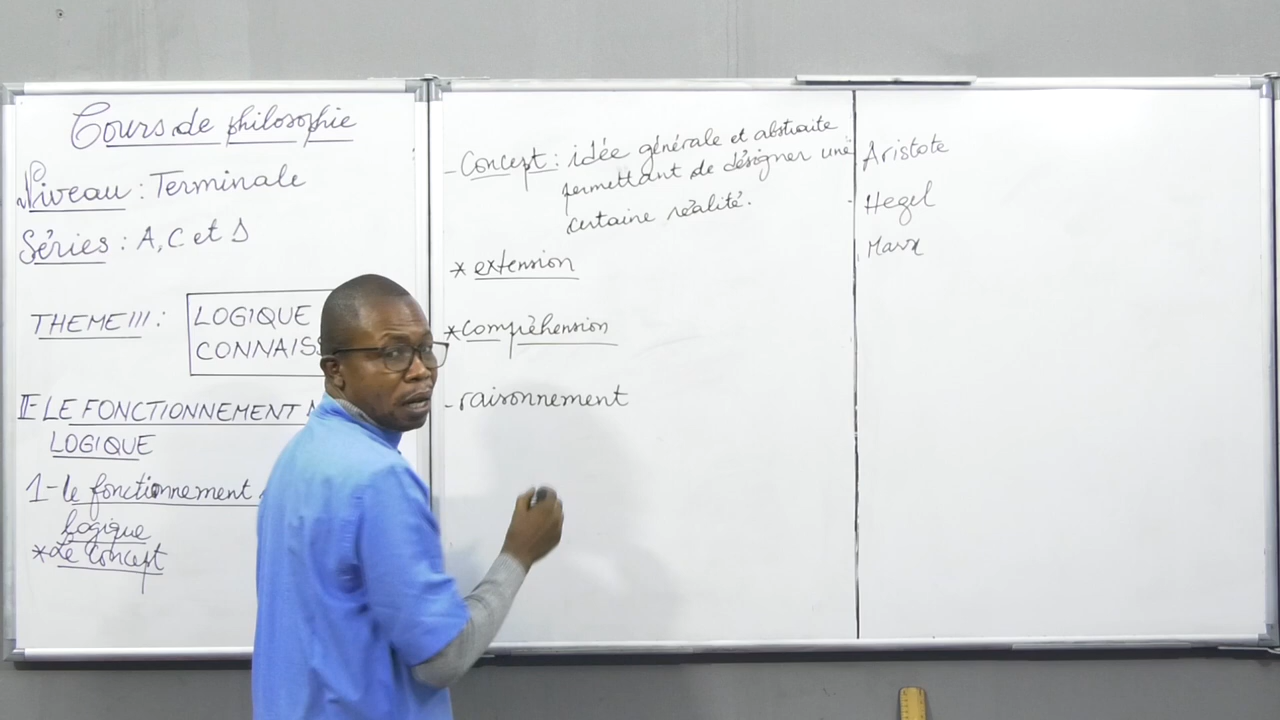 Cours de philosophie
Niveau : Terminale
Séries : A, C et D
THEME III :
LOGIQUE
CONNAISS
II- LE FONCTIONNEMENT
LOGIQUE
1- le fonctionnement
logique
* Le Concept
- Concept : idée générale et abstraite
permettant de désigner une
certaine réalité.
* extension
* compréhension
- raisonnement
Aristote
Hegel
Marx